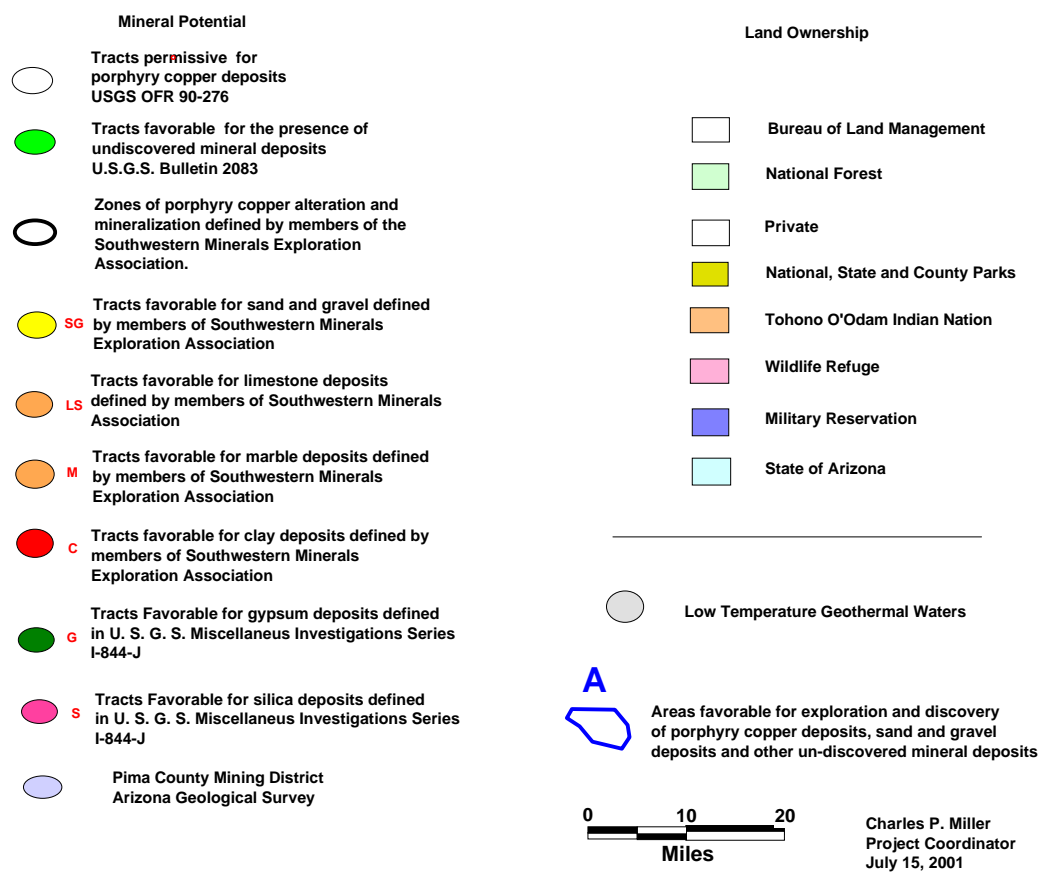 Mineral Potential
Tracts permissive for
porphyry copper deposits
USGS OFR 90-276
Tracts favorable for the presence of
undiscovered mineral deposits
U.S.G.S. Bulletin 2083
Zones of porphyry copper alteration and
mineralization defined by members of the
Southwestern Minerals Exploration
Association.
SG
Tracts favorable for sand and gravel defined
by members of Southwestern Minerals
Exploration Association
LS
Tracts favorable for limestone deposits
defined by members of Southwestern Minerals
Association
M
Tracts favorable for marble deposits defined
by members of Southwestern Minerals
Exploration Association
C
Tracts favorable for clay deposits defined by
members of Southwestern Minerals
Exploration Association
G
Tracts Favorable for gypsum deposits defined
in U. S. G. S. Miscellaneus Investigations Series
I-844-J
S
Tracts Favorable for silica deposits defined
in U. S. G. S. Miscellaneus Investigations Series
I-844-J
Pima County Mining District
Arizona Geological Survey
Land Ownership
Bureau of Land Management
National Forest
Private
National, State and County Parks
Tohono O'Odam Indian Nation
Wildlife Refuge
Military Reservation
State of Arizona
Low Temperature Geothermal Waters
A
Areas favorable for exploration and discovery
of porphyry copper deposits, sand and gravel
deposits and other un-discovered mineral deposits
0 10 20
Miles
Charles P. Miller
Project Coordinator
July 15, 2001